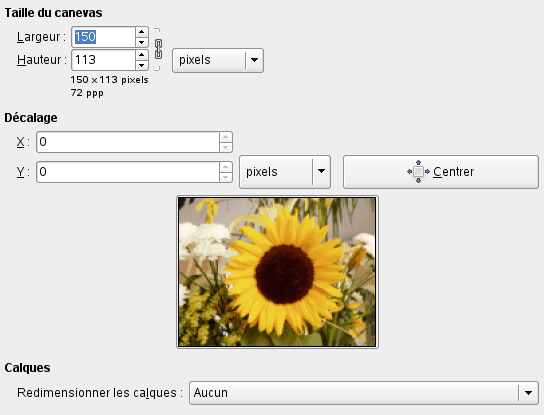 Taille du canevas
Largeur : 150
Hauteur : 113 pixels
150 x 113 pixels
72 ppp
Décalage
X : 0
Y : 0 pixels Centrer
Calques
Redimensionner les calques : Aucun